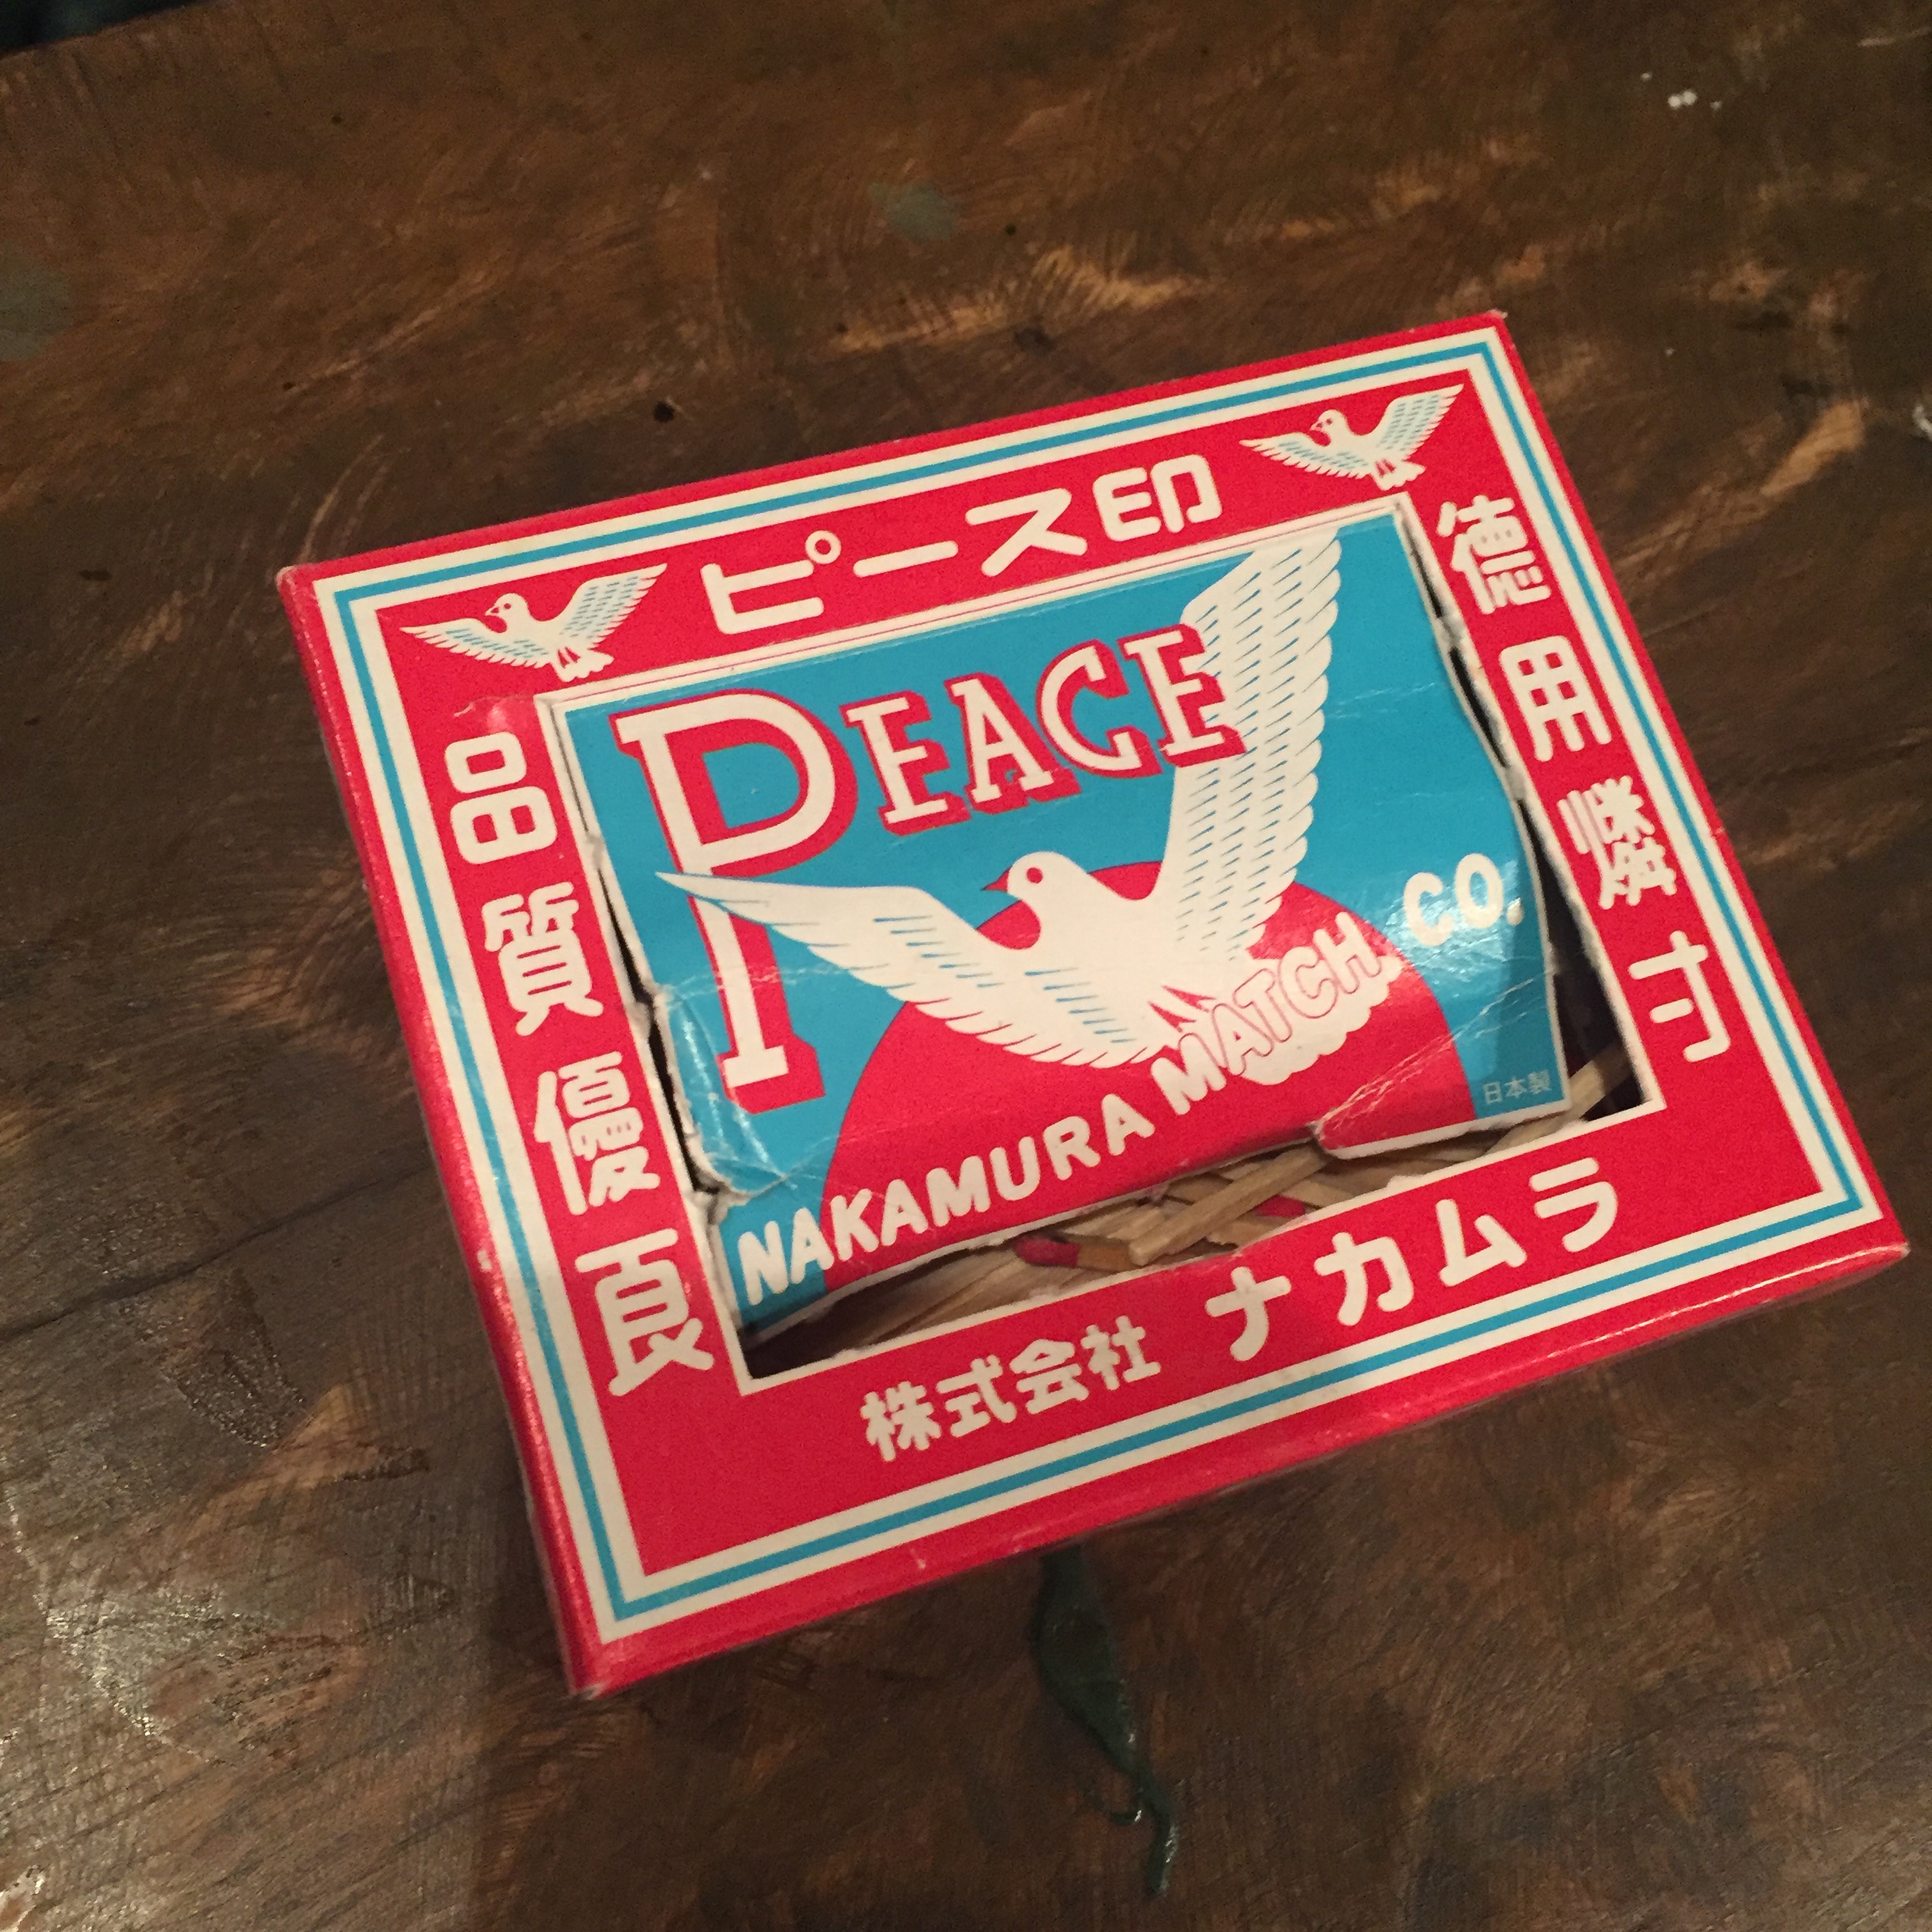 ピース印
品質優良
PEACE
NAKAMURA MATCH CO.
日本製
徳用燐寸
株式会社 ナカムラ